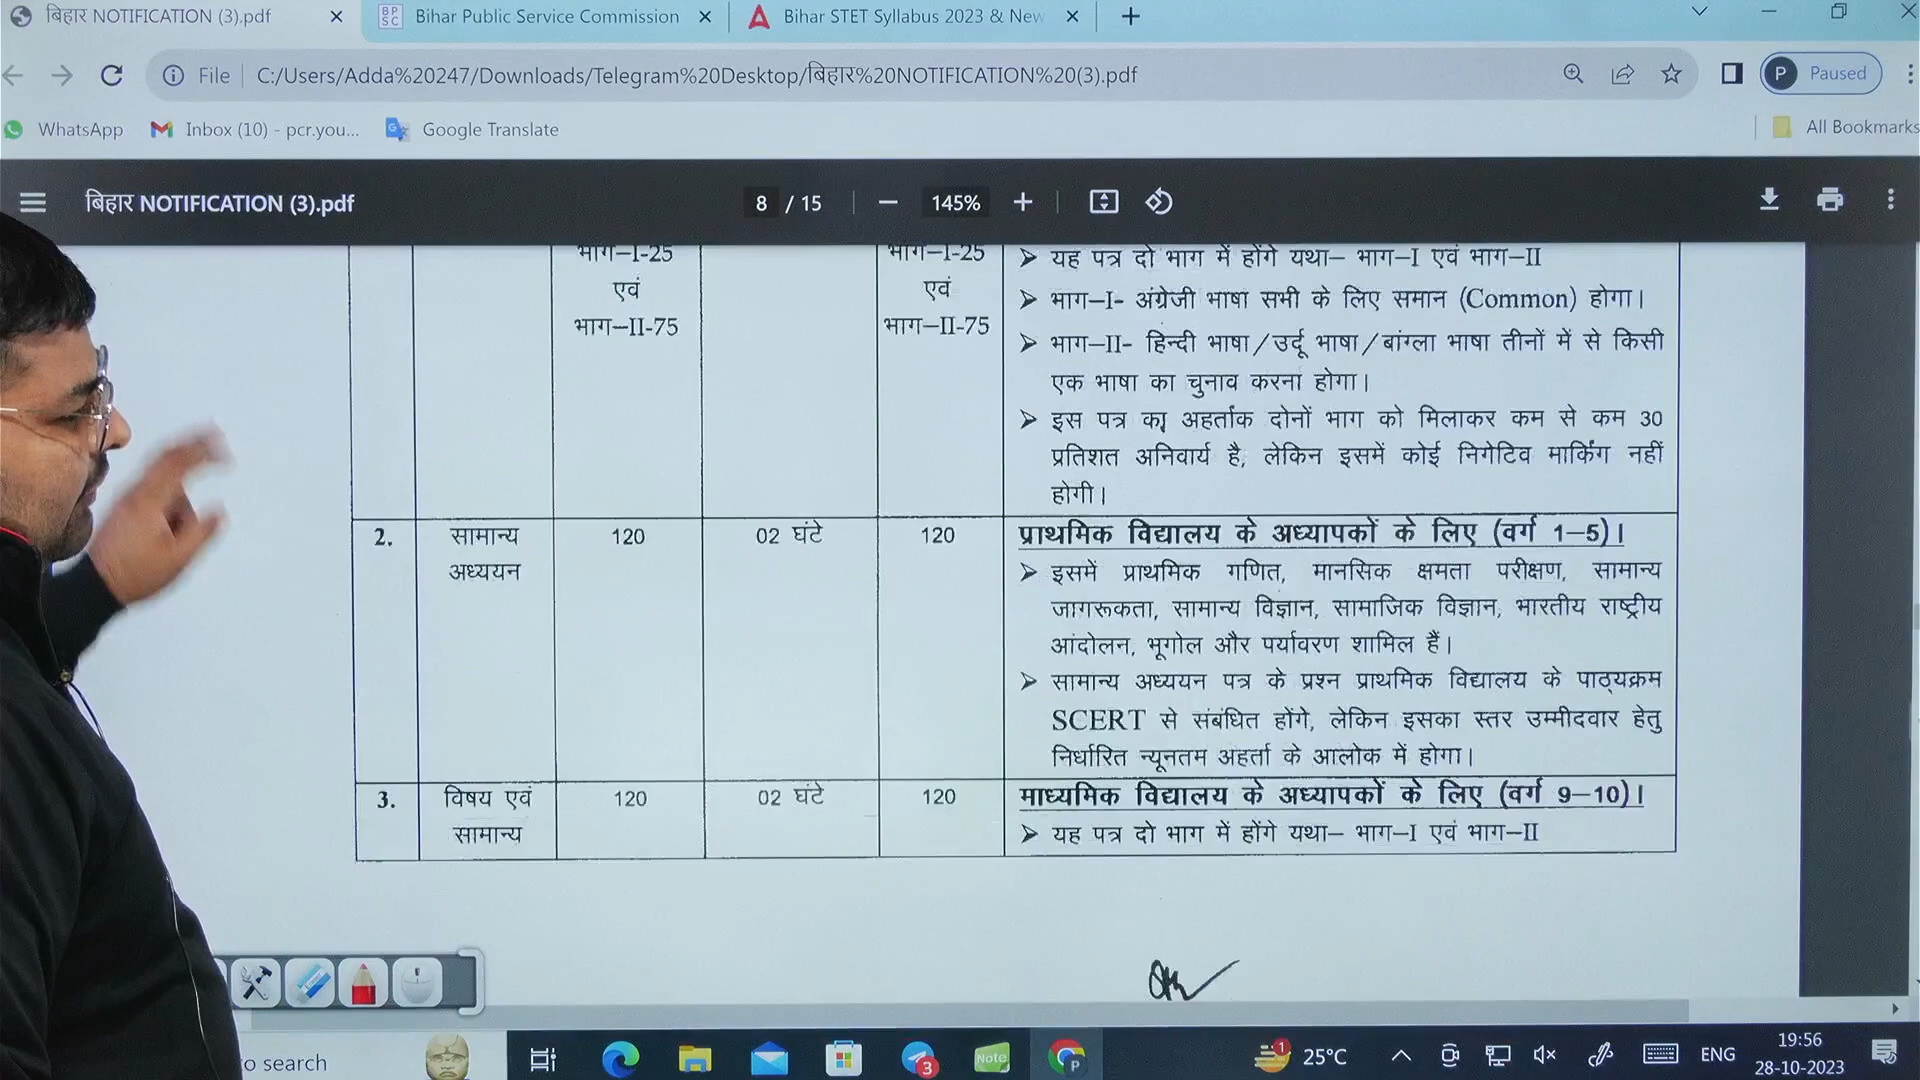 बिहार NOTIFICATION (3).pdf
Bihar Public Service Commission
Bihar STET Syllabus 2023 & New
File
C:/Users/Adda%20247/Downloads/Telegram%20Desktop/बिहार%20NOTIFICATION%20(3).pdf
P Paused
WhatsApp
Inbox (10) - pcr.you...
Google Translate
All Bookmarks
बिहार NOTIFICATION (3).pdf
8 / 15
145%
भाग–I-25
एवं
भाग–II-75
भाग–I-25
एवं
भाग–II-75
➢ यह पत्र दो भाग में होंगे यथा– भाग–I एवं भाग–II
➢ भाग–I- अंग्रेजी भाषा सभी के लिए समान (Common) होगा।
➢ भाग–II- हिन्दी भाषा/उर्दू भाषा/बांग्ला भाषा तीनों में से किसी
एक भाषा का चुनाव करना होगा।
➢ इस पत्र का अहर्ताक दोनों भाग को मिलाकर कम से कम 30
प्रतिशत अनिवार्य है, लेकिन इसमें कोई निगेटिव मार्किंग नहीं
होगी।
2.
सामान्य
अध्ययन
120
02 घंटे
120
प्राथमिक विद्यालय के अध्यापकों के लिए (वर्ग 1–5)।
➢ इसमें प्राथमिक गणित, मानसिक क्षमता परीक्षण, सामान्य
जागरूकता, सामान्य विज्ञान, सामाजिक विज्ञान, भारतीय राष्ट्रीय
आंदोलन, भूगोल और पर्यावरण शामिल हैं।
➢ सामान्य अध्ययन पत्र के प्रश्न प्राथमिक विद्यालय के पाठ्यक्रम
SCERT से संबंधित होंगे, लेकिन इसका स्तर उम्मीदवार हेतु
निर्धारित न्यूनतम अहर्ता के आलोक में होगा।
3.
विषय एवं
सामान्य
120
02 घंटे
120
माध्यमिक विद्यालय के अध्यापकों के लिए (वर्ग 9–10)।
➢ यह पत्र दो भाग में होंगे यथा– भाग–I एवं भाग–II
to search
3
Note
P
1
25°C
ENG
19:56
28-10-2023